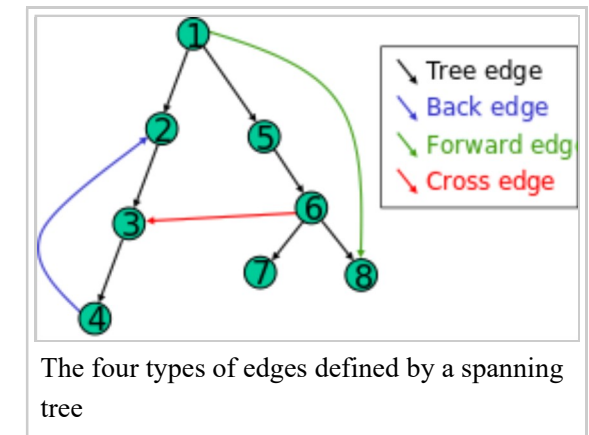 1
Tree edge
Back edge
2
5
Forward edg
Cross edge
6
3
7
8
4
The four types of edges defined by a spanning
tree